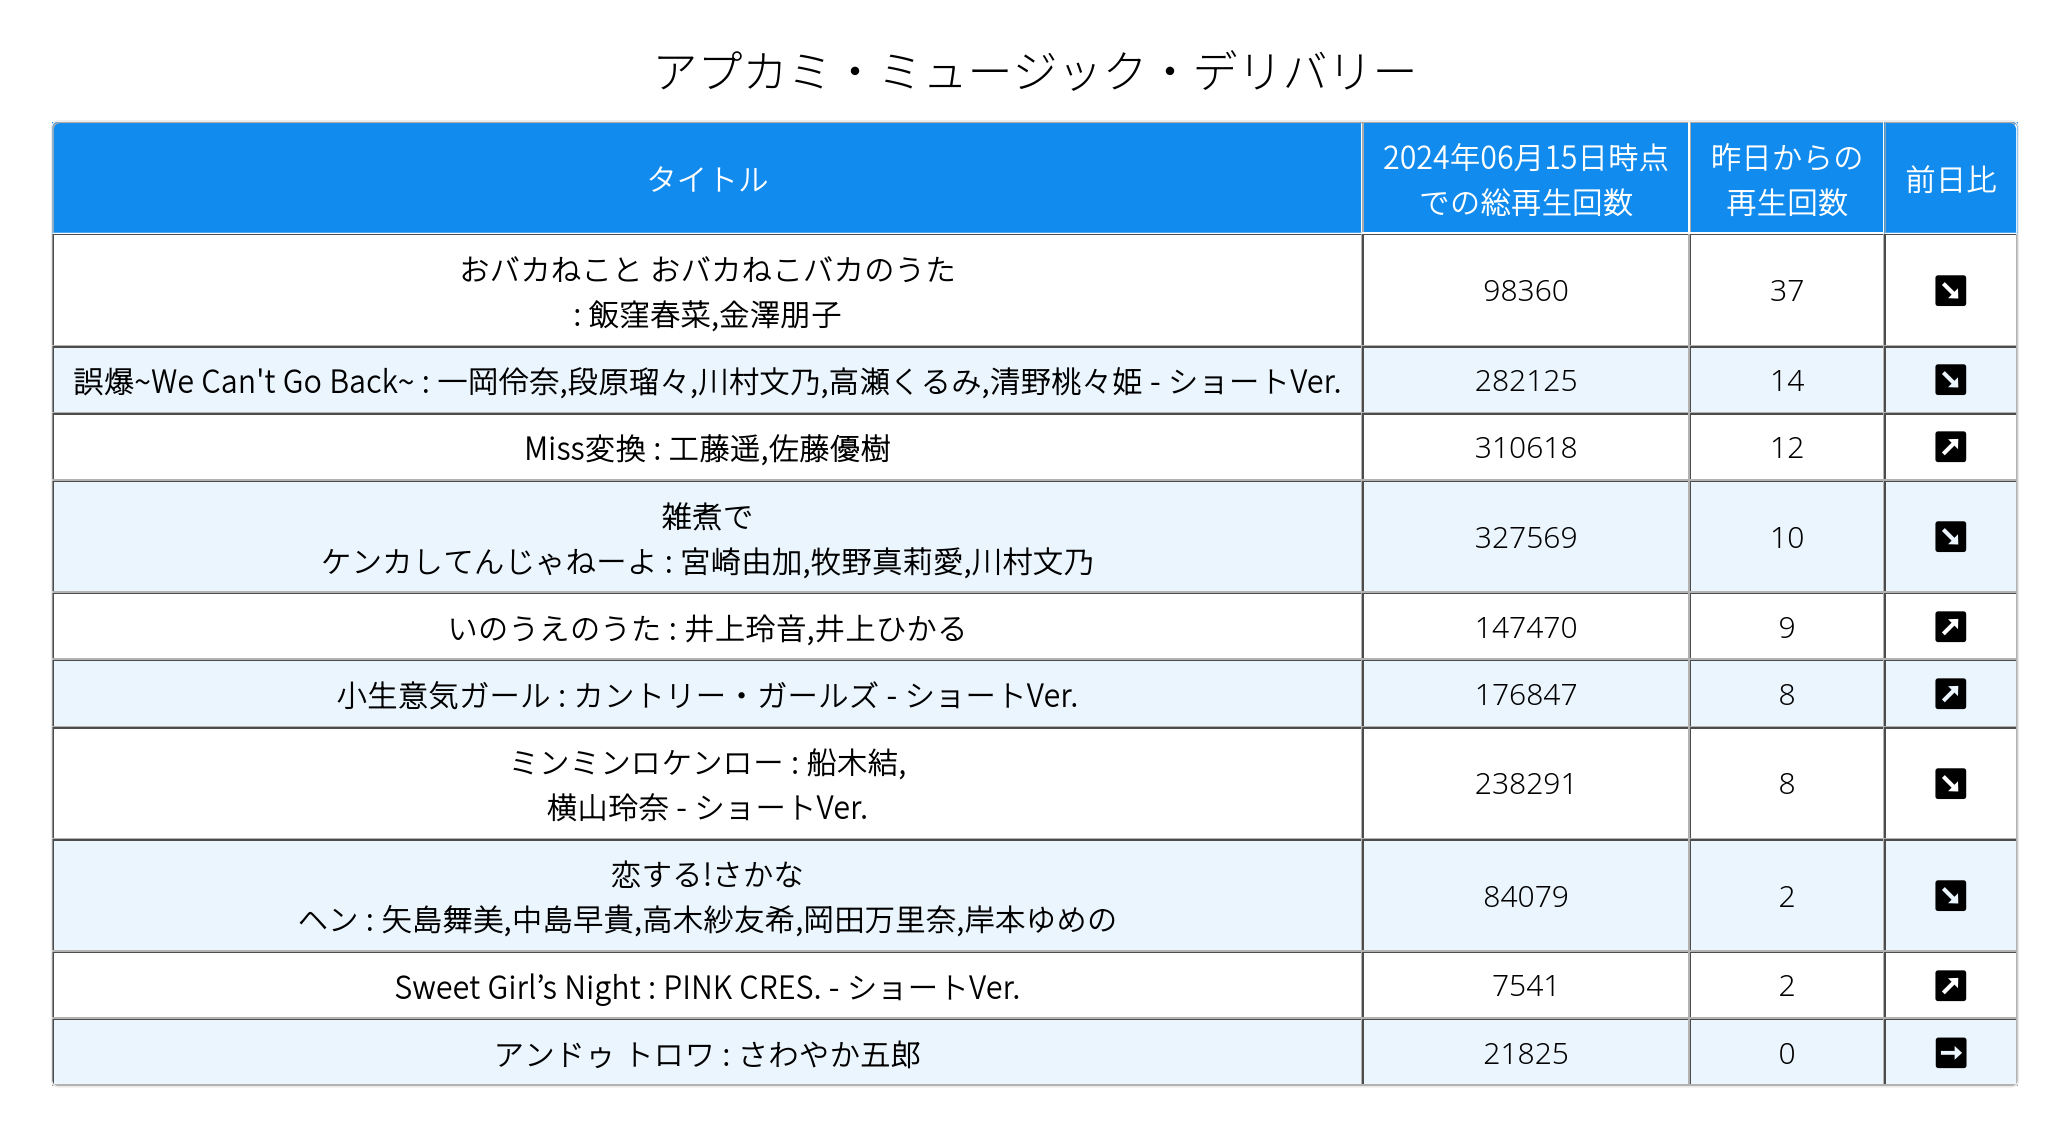 アプカミ・ミュージック・デリバリー
タイトル
2024年06月15日時点
での総再生回数
昨日からの
再生回数
前日比
おバカねこと おバカねこバカのうた
: 飯窪春菜,金澤朋子
98360
37
誤爆~We Can't Go Back~ : 一岡伶奈,段原瑠々,川村文乃,高瀬くるみ,清野桃々姫 - ショートVer.
282125
14
Miss変換 : 工藤遥,佐藤優樹
310618
12
雑煮で
ケンカしてんじゃねーよ : 宮崎由加,牧野真莉愛,川村文乃
327569
10
いのうえのうた : 井上玲音,井上ひかる
147470
9
小生意気ガール : カントリー・ガールズ - ショートVer.
176847
8
ミンミンロケンロー : 船木結,
横山玲奈 - ショートVer.
238291
8
恋する!さかな
ヘン : 矢島舞美,中島早貴,高木紗友希,岡田万里奈,岸本ゆめの
84079
2
Sweet Girl’s Night : PINK CRES. - ショートVer.
7541
2
アンドゥ トロワ : さわやか五郎
21825
0